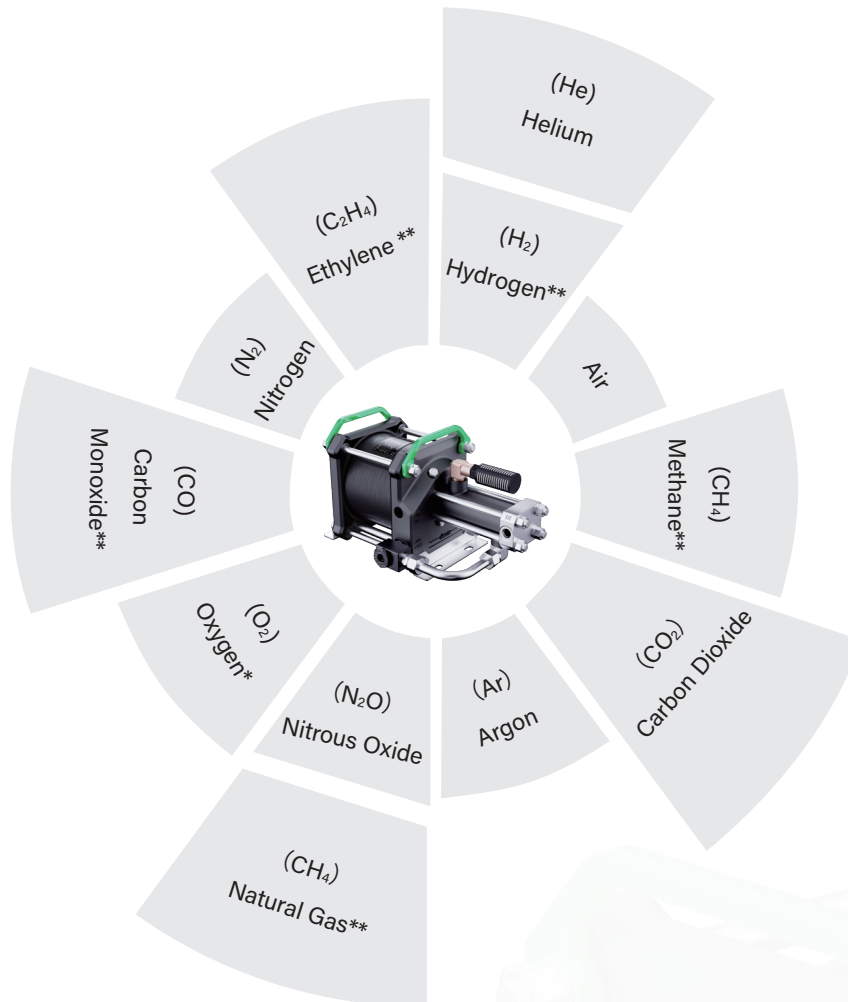 (He)
Helium
(H₂)
Hydrogen**
Air
(CH₄)
Methane**
(CO₂)
Carbon Dioxide
(Ar)
Argon
(N₂O)
Nitrous Oxide
(CH₄)
Natural Gas**
(O₂)
Oxygen*
(CO)
Carbon
Monoxide**
(N₂)
Nitrogen
(C₂H₄)
Ethylene**